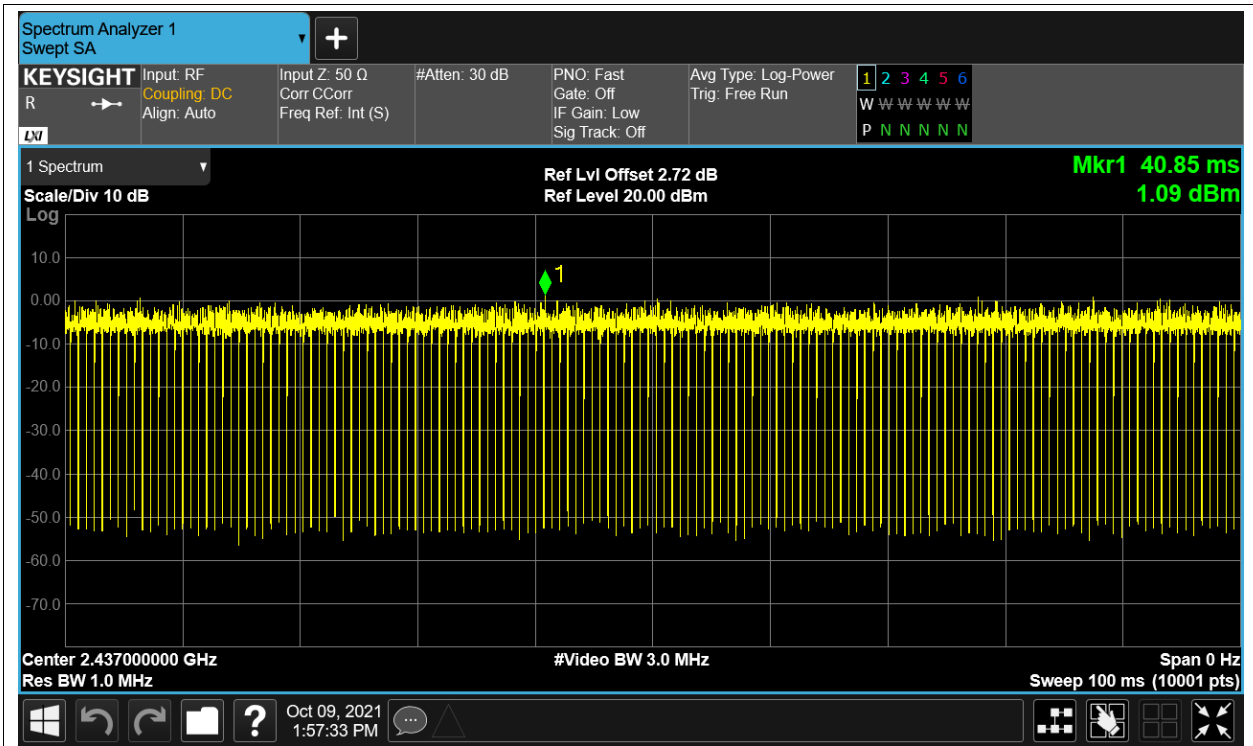 Spectrum Analyzer 1
Swept SA
+
KEYSIGHT
R
LXI
Input: RF
Coupling: DC
Align: Auto
Input Z: 50 Ω
Corr CCorr
Freq Ref: Int (S)
#Atten: 30 dB
PNO: Fast
Gate: Off
IF Gain: Low
Sig Track: Off
Avg Type: Log-Power
Trig: Free Run
1 2 3 4 5 6
W W W W W W
P N N N N N
1 Spectrum
Scale/Div 10 dB
Ref Lvl Offset 2.72 dB
Ref Level 20.00 dBm
Mkr1 40.85 ms
1.09 dBm
Log
10.0
1
0.00
-10.0
-20.0
-30.0
-40.0
-50.0
-60.0
-70.0
Center 2.437000000 GHz
Res BW 1.0 MHz
#Video BW 3.0 MHz
Span 0 Hz
Sweep 100 ms (10001 pts)
?
Oct 09, 2021
1:57:33 PM